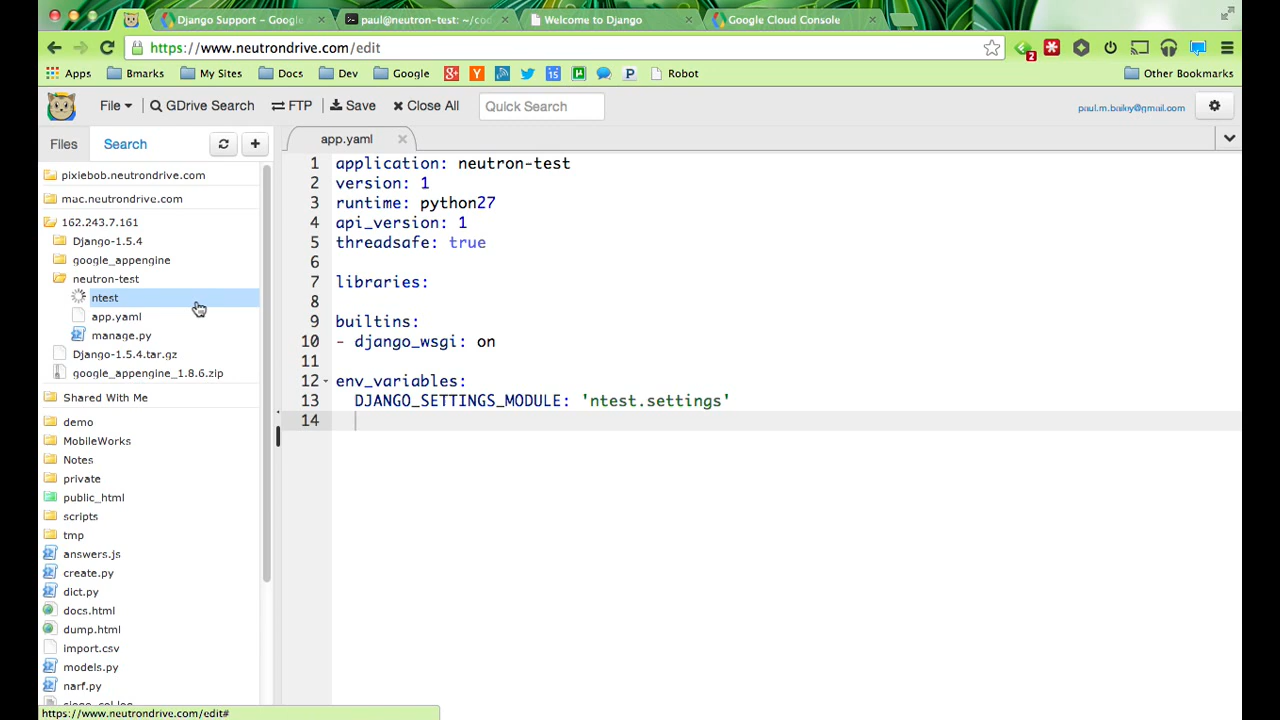 Django Support - Google
paul@neutron-test: ~/cod
Welcome to Django
Google Cloud Console
https://www.neutrondrive.com/edit
2
Apps
Bmarks
My Sites
Docs
Dev
Google
g+
Y
15
P
Robot
Other Bookmarks
File
GDrive Search
FTP
Save
Close All
Quick Search
paul.m.bailey@gmail.com
Files
Search
app.yaml
pixiebob.neutrondrive.com
mac.neutrondrive.com
162.243.7.161
Django-1.5.4
google_appengine
neutron-test
ntest
app.yaml
manage.py
Django-1.5.4.tar.gz
google_appengine_1.8.6.zip
Shared With Me
demo
MobileWorks
Notes
private
public_html
scripts
tmp
answers.js
create.py
dict.py
docs.html
dump.html
import.csv
models.py
narf.py
1 application: neutron-test
2 version: 1
3 runtime: python27
4 api_version: 1
5 threadsafe: true
6
7 libraries:
8
9 builtins:
10 - django_wsgi: on
11
12 env_variables:
13 DJANGO_SETTINGS_MODULE: 'ntest.settings'
14
https://www.neutrondrive.com/edit#